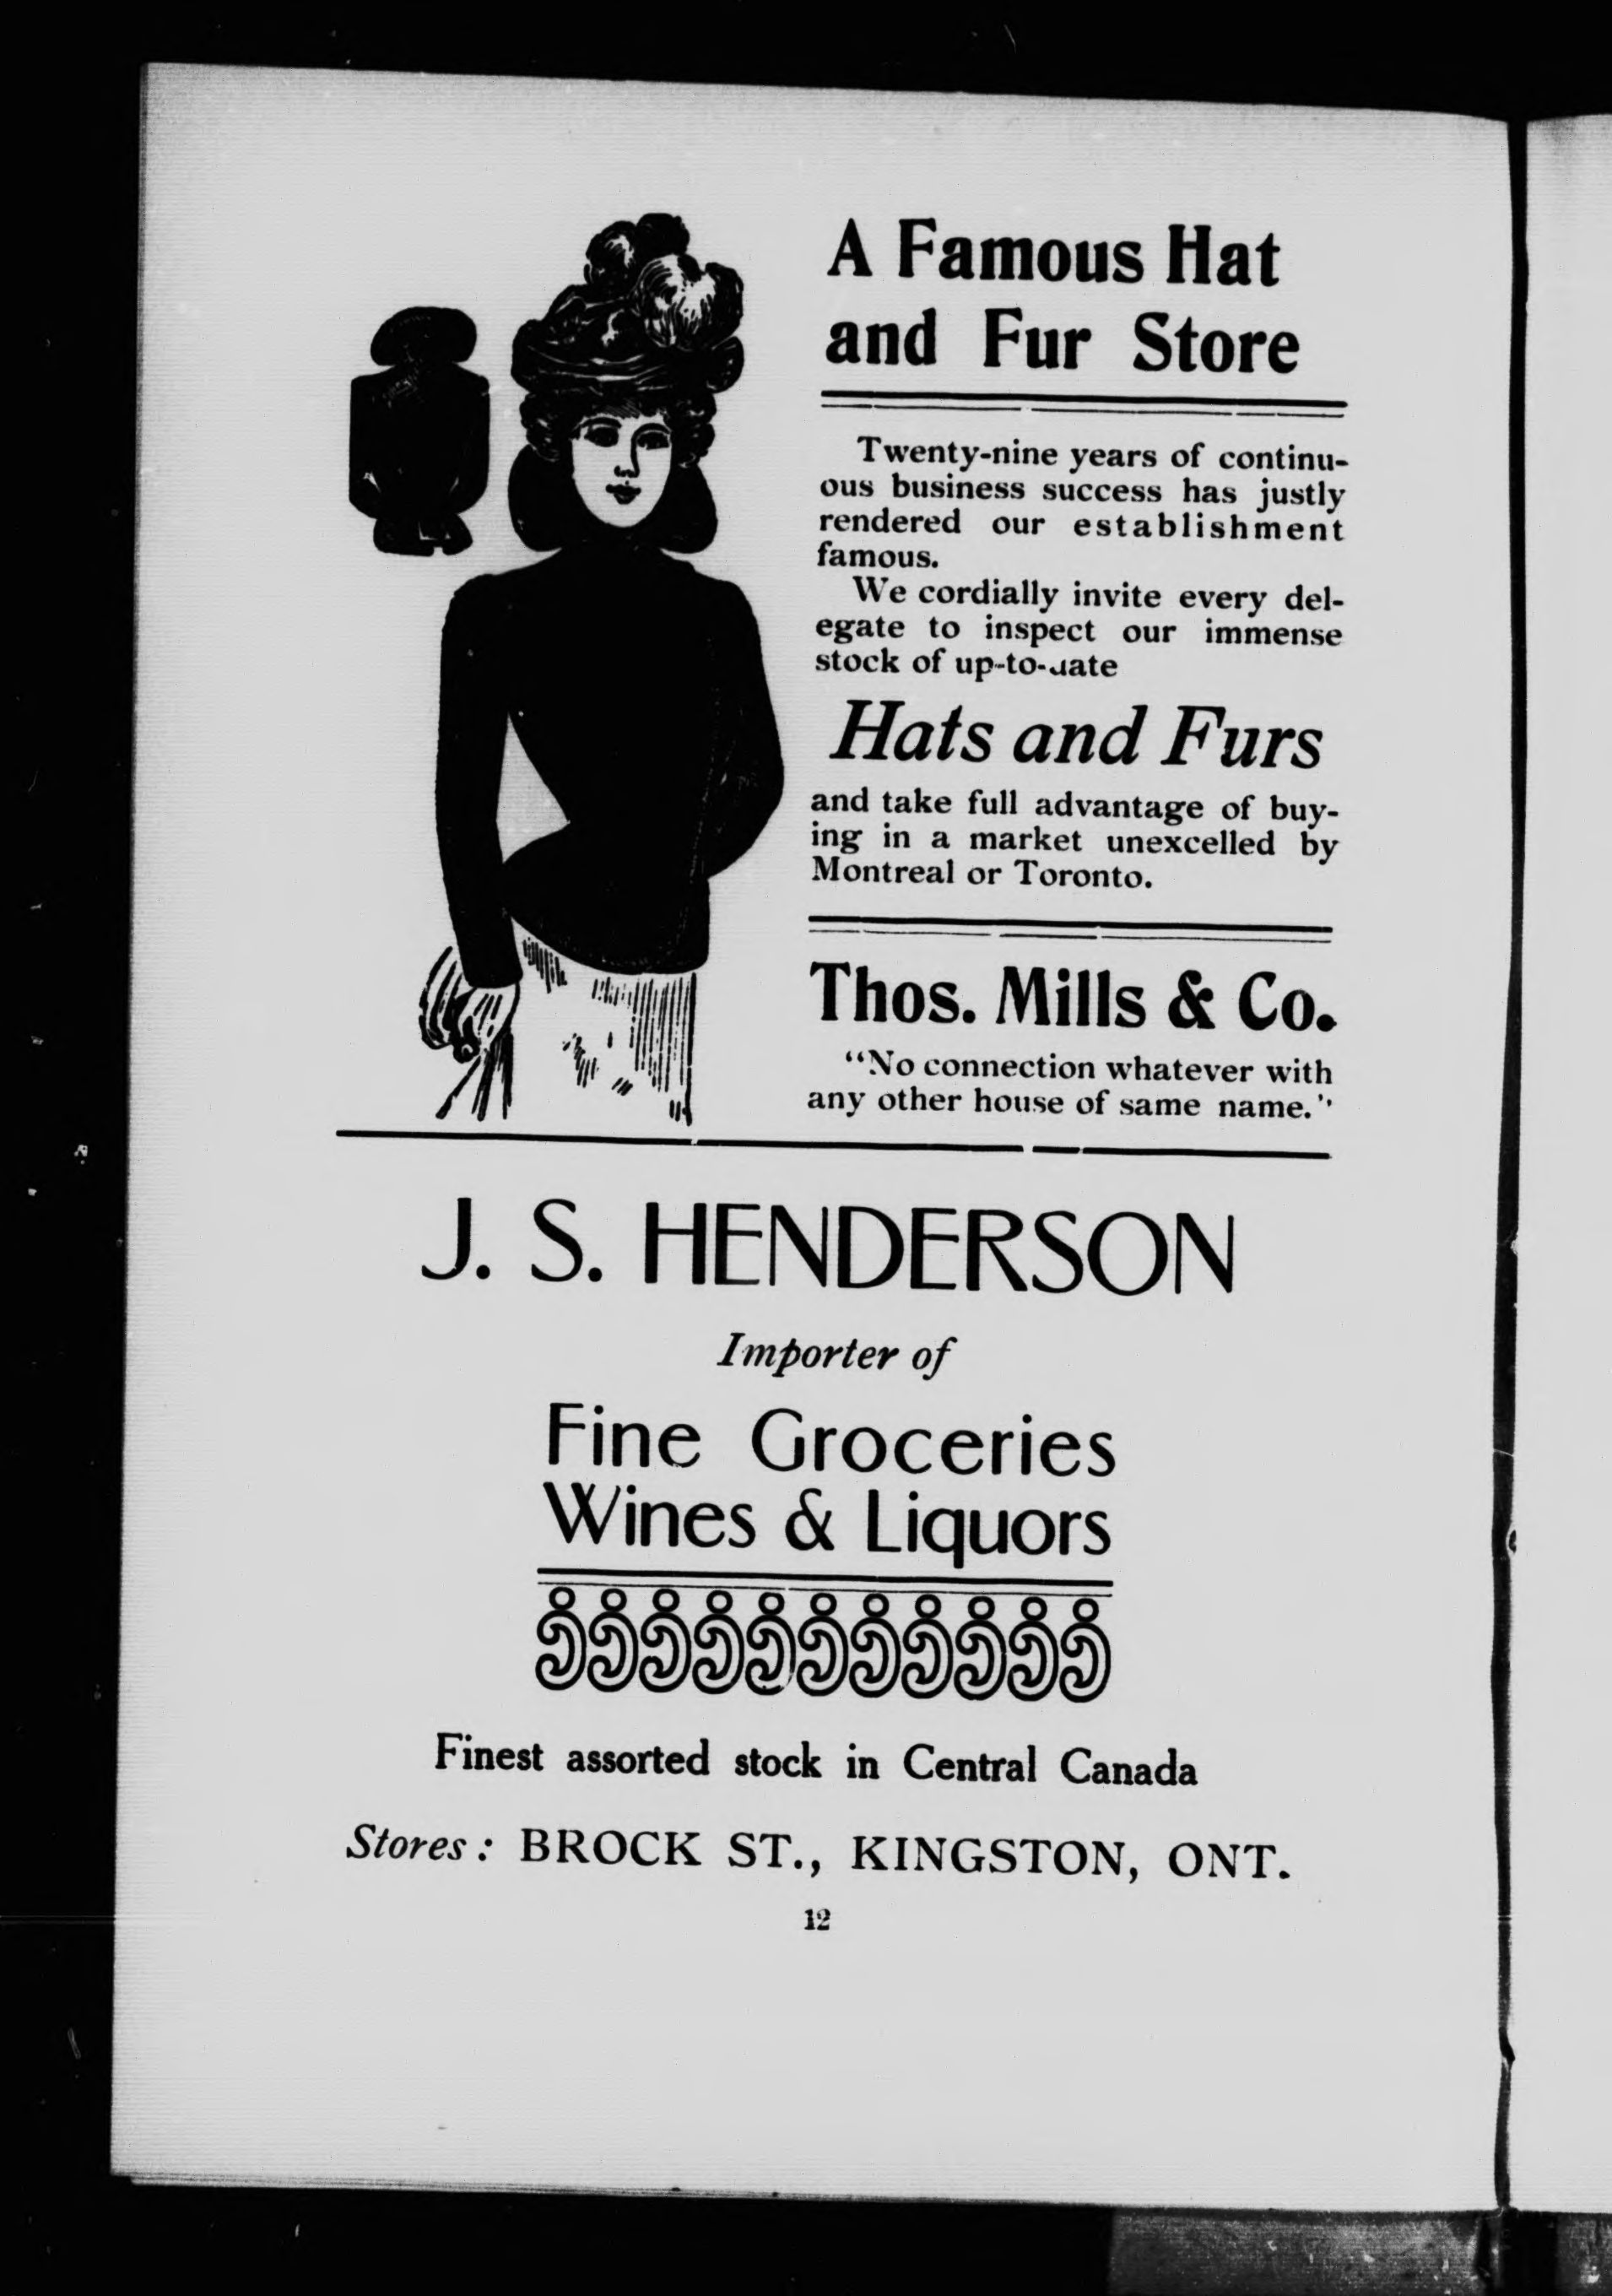 A Famous Hat
and Fur Store
Twenty-nine years of continu-
ous business success has justly
rendered our establishment
famous.
We cordially invite every del-
egate to inspect our immense
stock of up-to-date
Hats and Furs
and take full advantage of buy-
ing in a market unexcelled by
Montreal or Toronto.
Thos. Mills & Co.
"No connection whatever with
any other house of same name."
J. S. HENDERSON
Importer of
Fine Groceries
Wines & Liquors
Finest assorted stock in Central Canada
Stores: BROCK ST., KINGSTON, ONT.
12